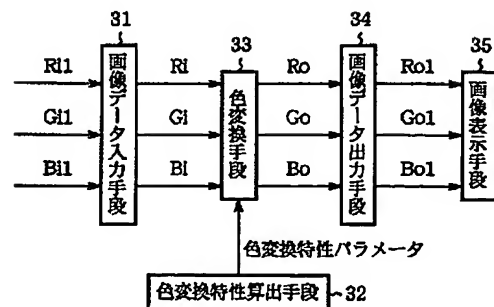 31
33
34
35
Ri1
Ri
Ro
Ro1
Gi1
Gi
Go
Go1
Bi1
Bi
Bo
Bo1
画像データ入力手段
色変換手段
画像データ出力手段
画像表示手段
色変換特性パラメータ
色変換特性算出手段
32